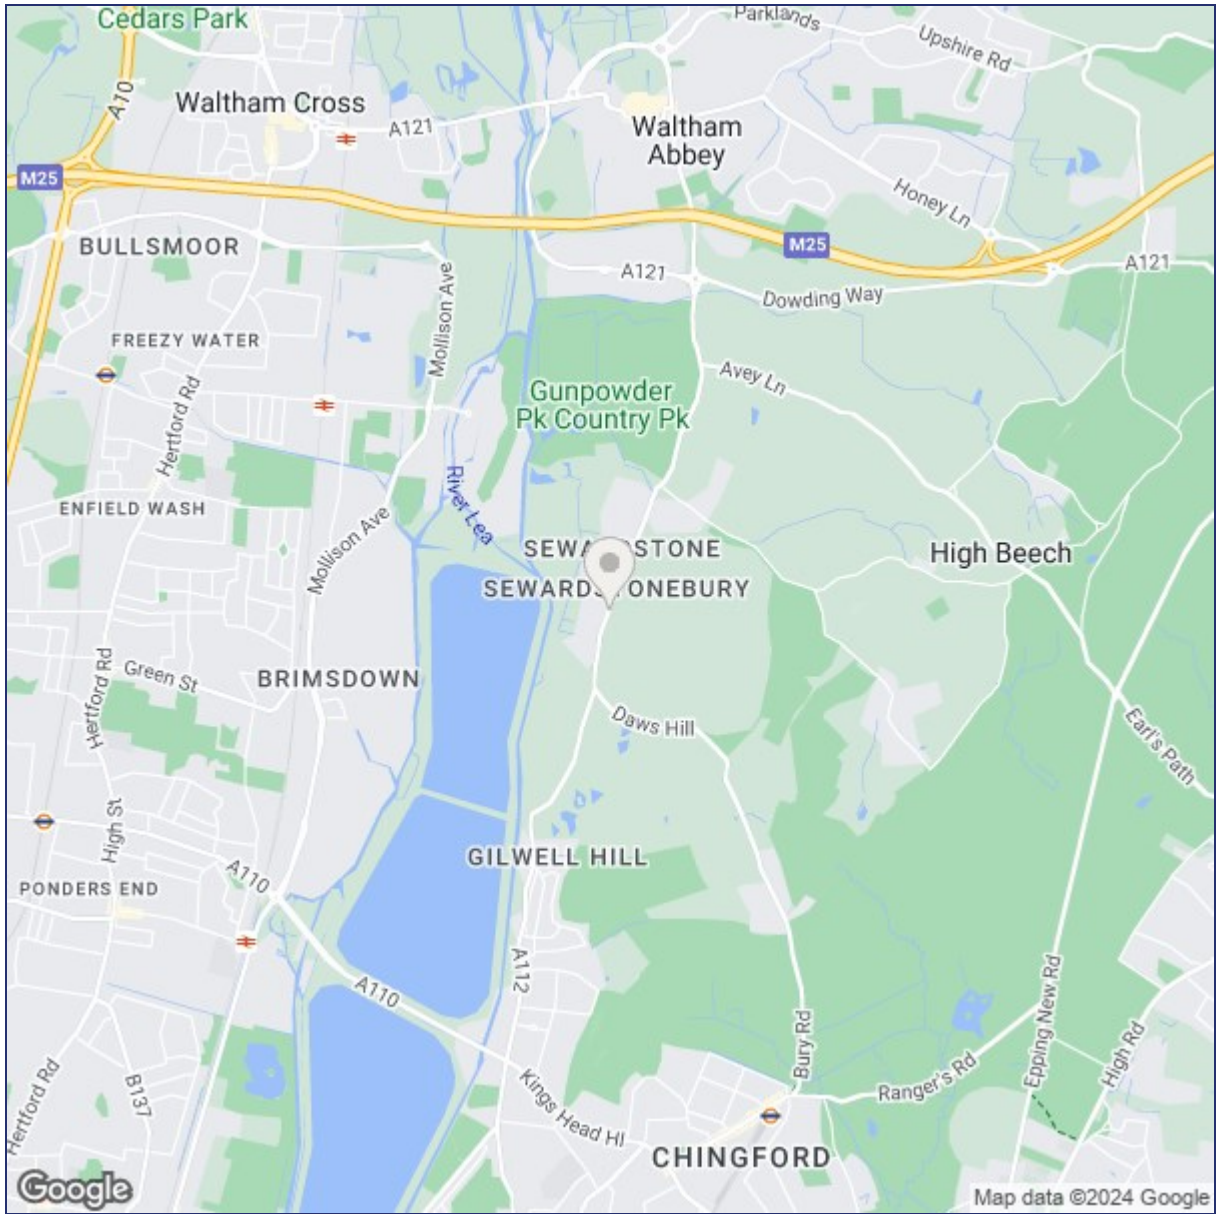 Cedars Park
Parklands
Upshire Rd
A10
Waltham Cross
A121
Waltham
Abbey
M25
Honey Ln
BULLSMOOR
M25
A121
A121
Mollison Ave
Dowding Way
FREEZY WATER
Hertford Rd
Avey Ln
Gunpowder
Pk Country Pk
River Lea
ENFIELD WASH
Mollison Ave
High Beech
Hertford Rd
Green St
BRIMSDOWN
Daws Hill
Earl's Path
High St
GILWELL HILL
A110
PONDERS END
A112
A110
Epping New Rd
Bury Rd
High Rd
Ranger's Rd
Hertford Rd
B137
Kings Head Hl
CHINGFORD
Google
Map data ©2024 Google